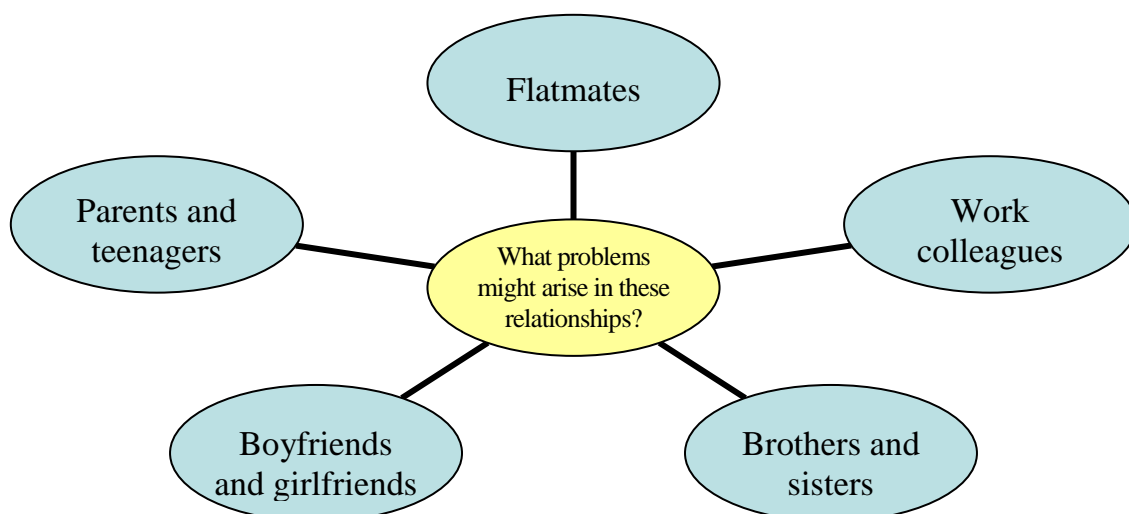 Flatmates
Parents and
teenagers
Work
colleagues
What problems
might arise in these
relationships?
Boyfriends
and girlfriends
Brothers and
sisters